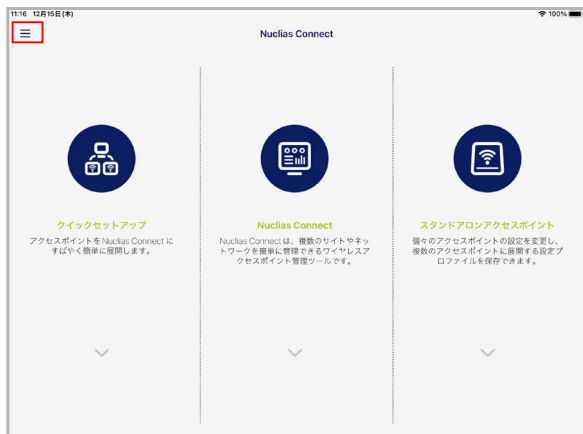 11:16 12月15日(木)
100%
Nuclias Connect
クイックセットアップ
アクセスポイントをNuclias Connect に
すばやく簡単に展開します。
Nuclias Connect
Nuclias Connectは、複数のサイトやネッ
トワークを簡単に管理できるワイヤレスア
クセスポイント管理ツールです。
スタンドアロンアクセスポイント
個々のアクセスポイントの設定を変更し、
複数のアクセスポイントに展開する設定プ
ロファイルを保存できます。